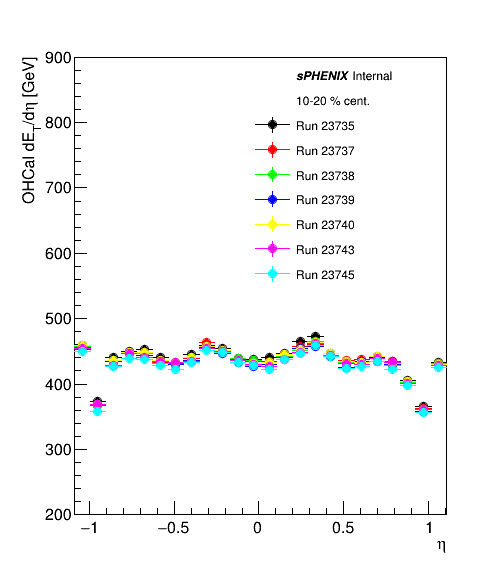 OHCal dE_T/dη [GeV]
900
800
700
600
500
400
300
200
sPHENIX Internal
10-20 % cent.
Run 23735
Run 23737
Run 23738
Run 23739
Run 23740
Run 23743
Run 23745
−1 −0.5 0 0.5 1
η